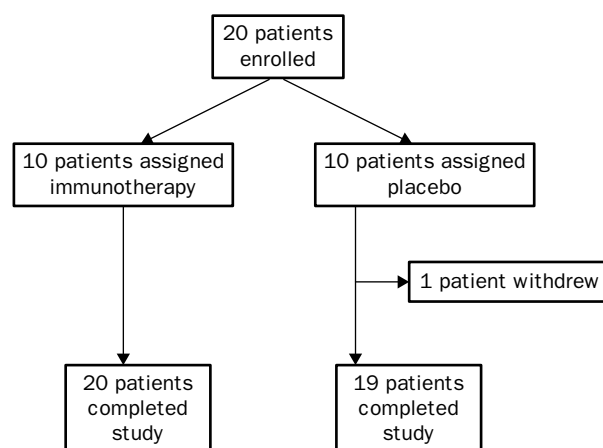 20 patients
enrolled
10 patients assigned
immunotherapy
10 patients assigned
placebo
1 patient withdrew
20 patients
completed
study
19 patients
completed
study